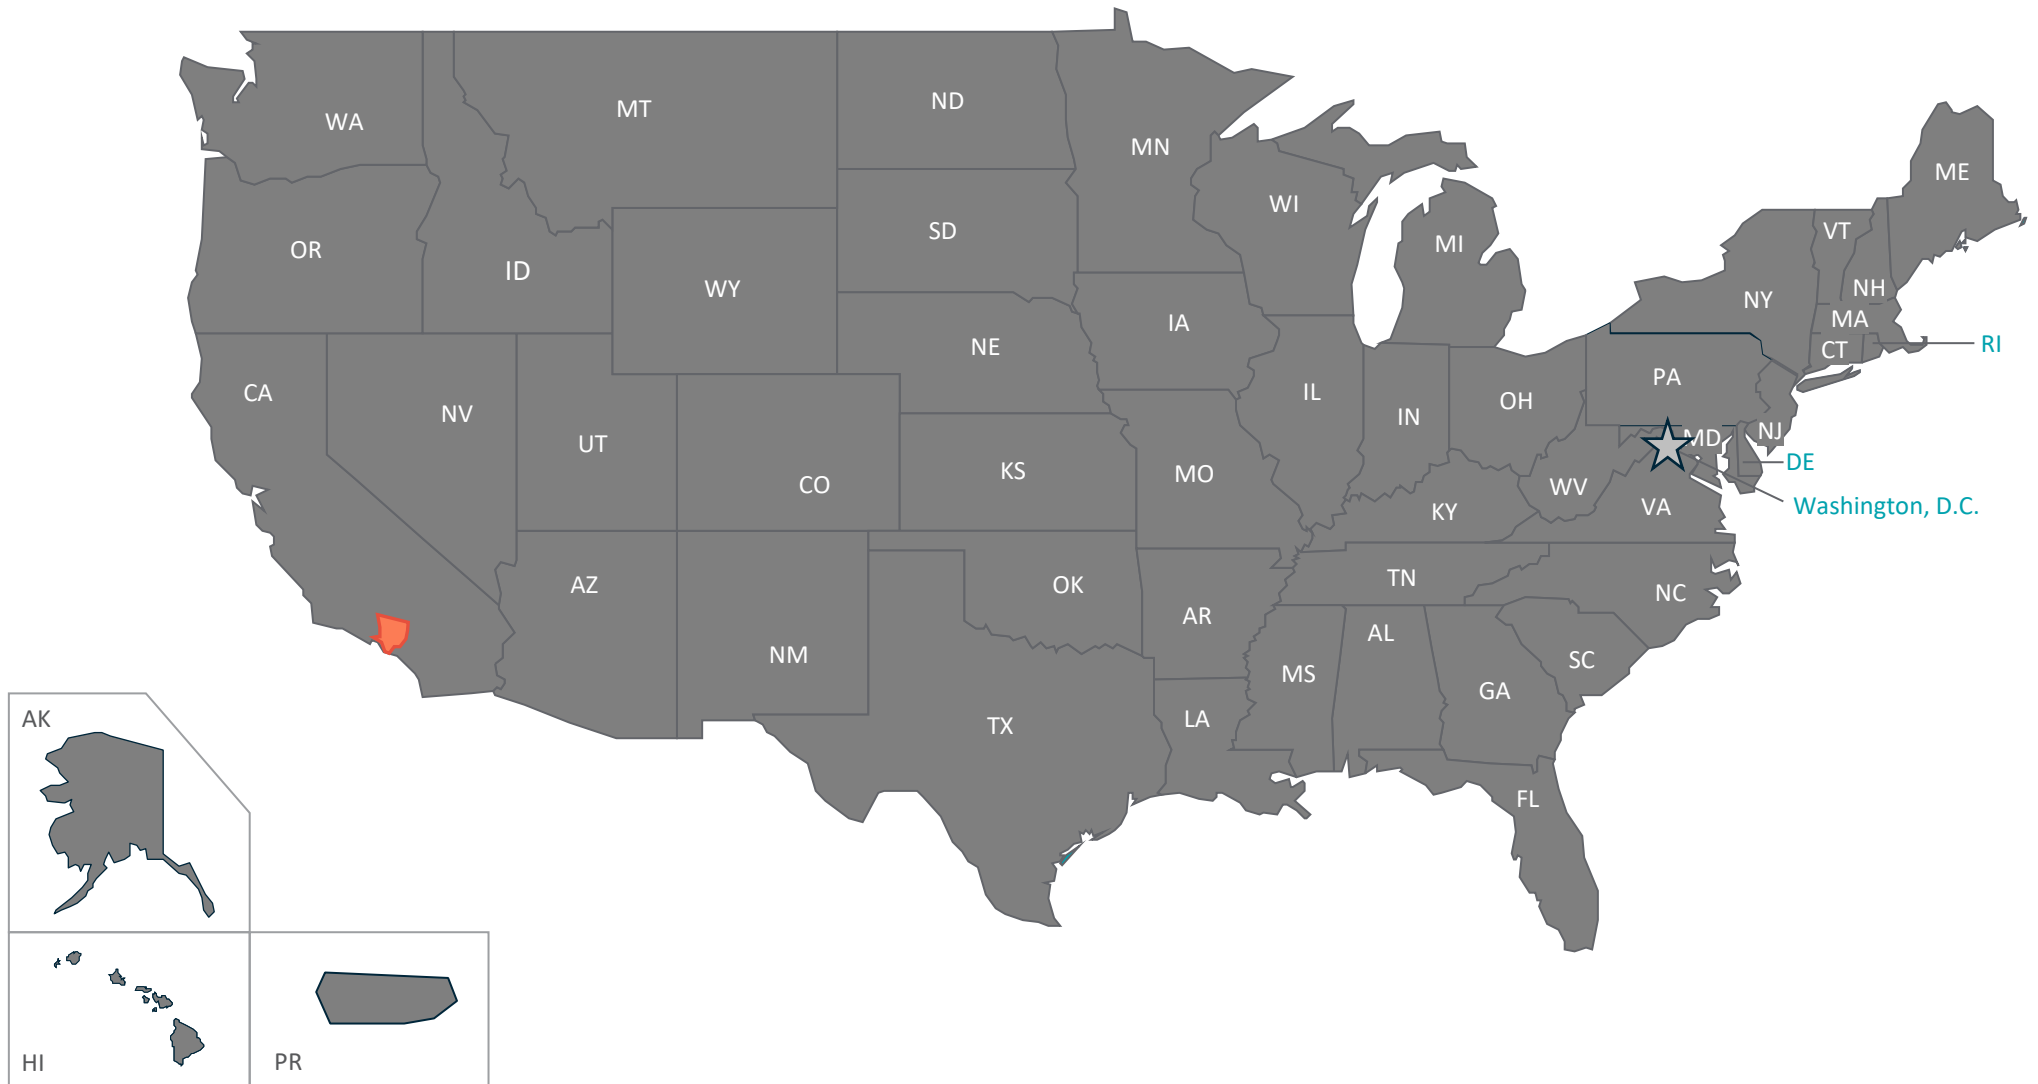 WA
MT
ND
MN
WI
MI
ME
VT
NH
NY
MA
RI
CT
OR
ID
WY
SD
IA
NE
PA
NJ
MD
DE
Washington, D.C.
CA
NV
UT
CO
KS
MO
IL
IN
OH
WV
VA
KY
AZ
NM
OK
AR
TN
NC
SC
MS
AL
GA
TX
LA
FL
AK
HI
PR